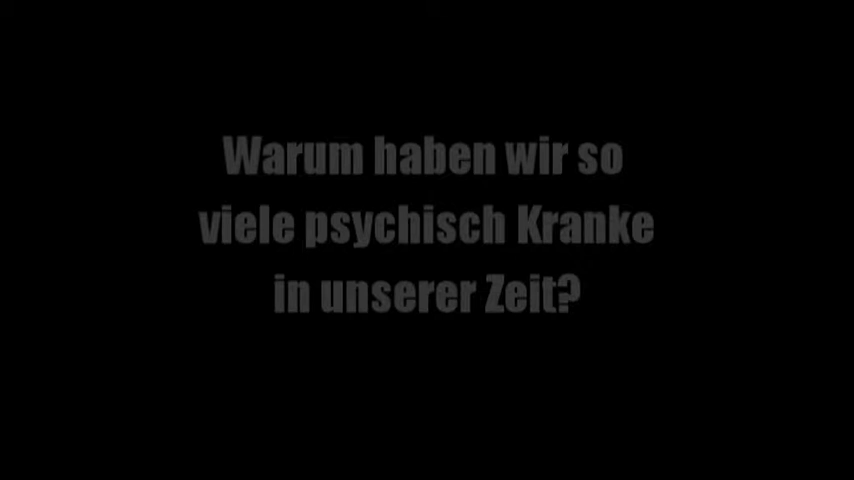 Warum haben wir so
viele psychisch Kranke
in unserer Zeit?